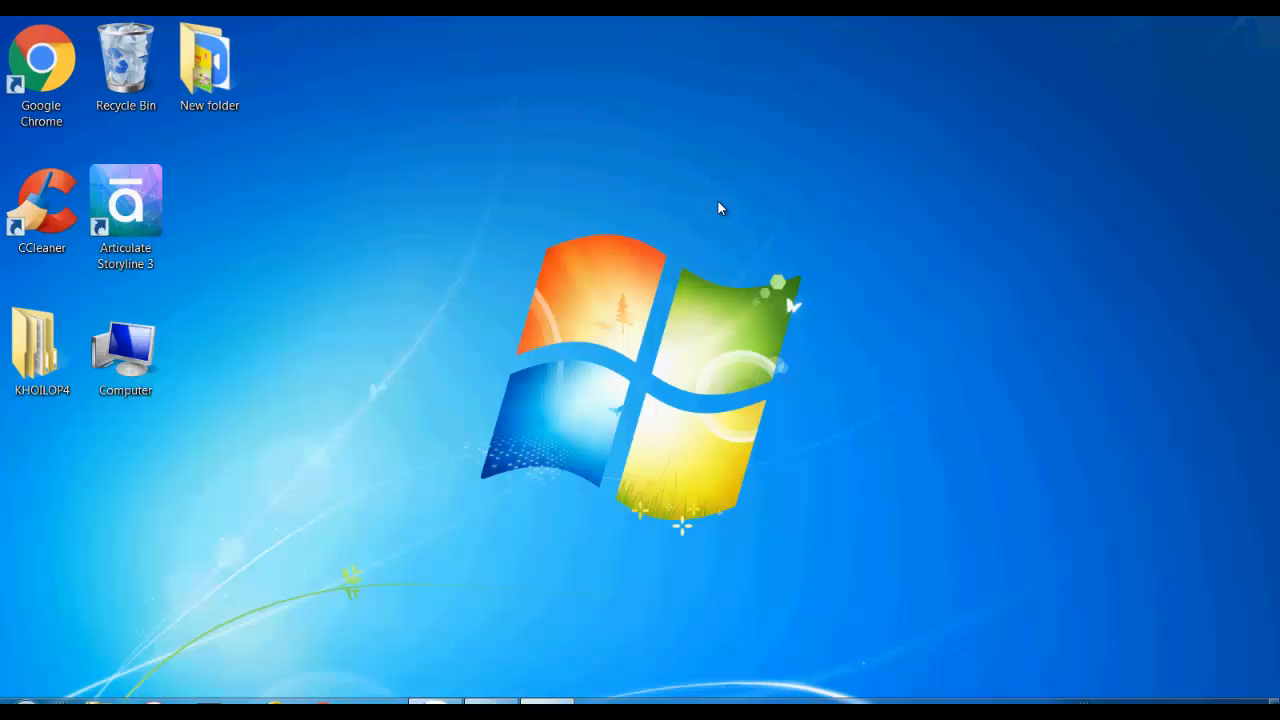 Google
Chrome
Recycle Bin
New folder
CCleaner
Articulate
Storyline 3
KHOILOP4
Computer